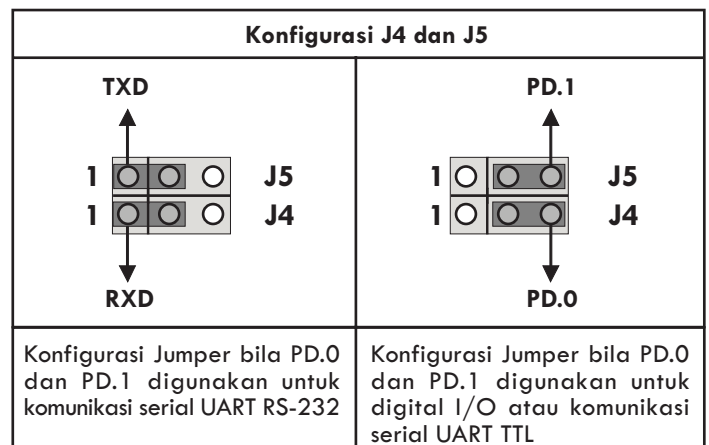 Konfigurasi J4 dan J5
TXD
1 J5
1 J4
RXD
PD.1
1 J5
1 J4
PD.0
Konfigurasi Jumper bila PD.0
dan PD.1 digunakan untuk
komunikasi serial UART RS-232
Konfigurasi Jumper bila PD.0
dan PD.1 digunakan untuk
digital I/O atau komunikasi
serial UART TTL